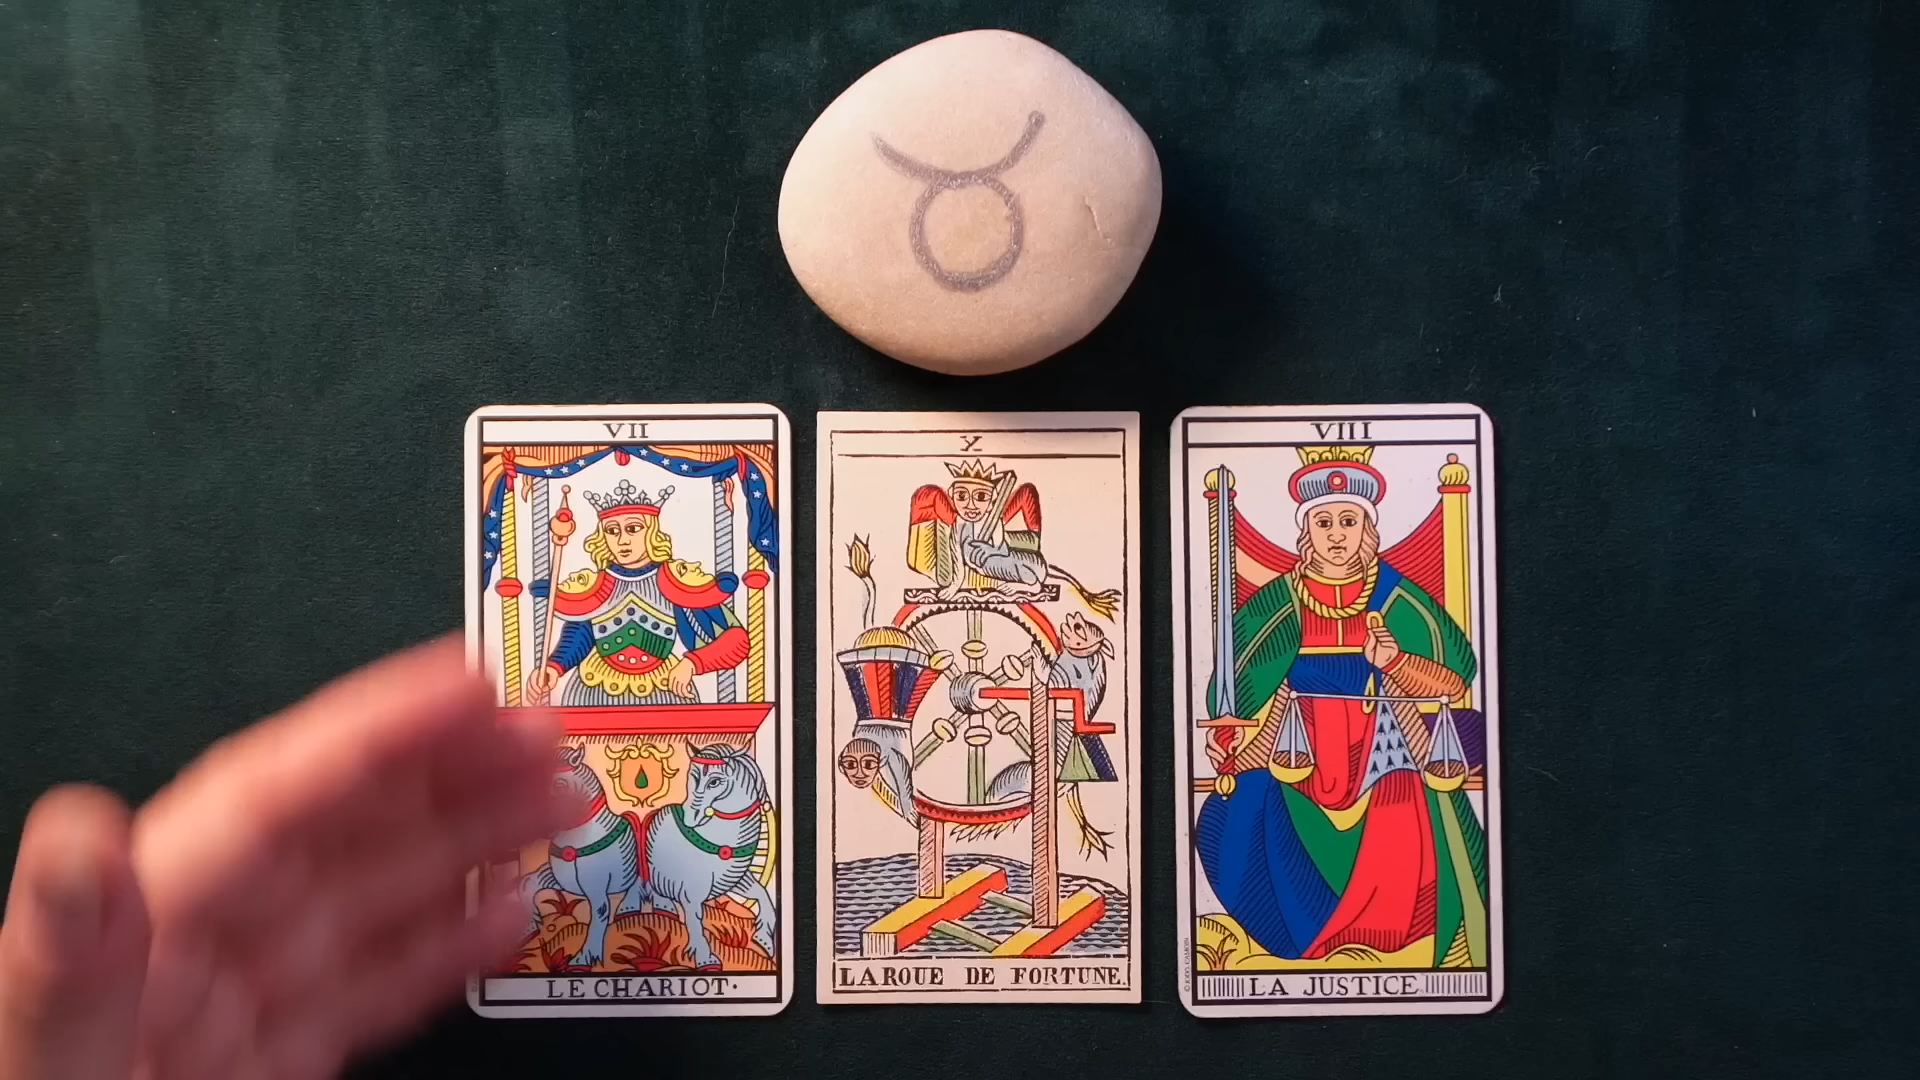 VII
LE CHARIOT·
X
LA ROUE DE FORTUNE.
VIII
LA JUSTICE